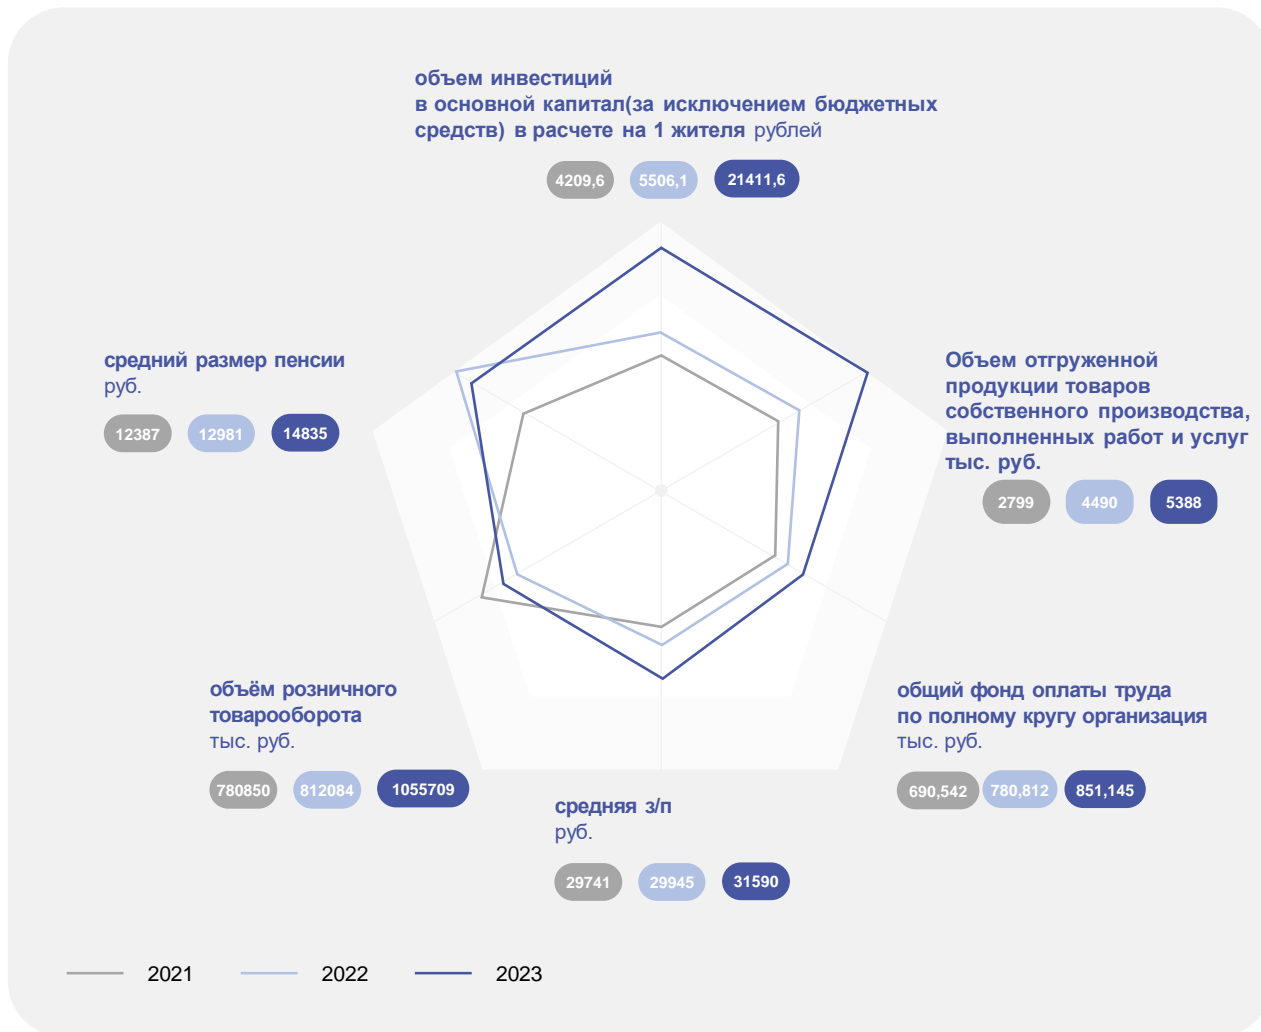 объем инвестиций
в основной капитал(за исключением бюджетных
средств) в расчете на 1 жителя рублей
4209,6 5506,1 21411,6
средний размер пенсии
руб.
12387 12981 14835
Объем отгруженной
продукции товаров
собственного производства,
выполненных работ и услуг
тыс. руб.
2799 4490 5388
объём розничного
товарооборота
тыс. руб.
780850 812084 1055709
общий фонд оплаты труда
по полному кругу организация
тыс. руб.
690,542 780,812 851,145
средняя з/п
руб.
29741 29945 31590
2021 2022 2023